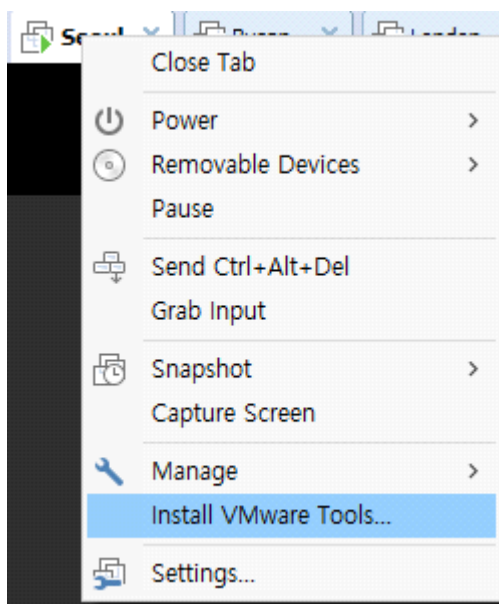 Seoul
Close Tab
Power
Removable Devices
Pause
Send Ctrl+Alt+Del
Grab Input
Snapshot
Capture Screen
Manage
Install VMware Tools...
Settings...